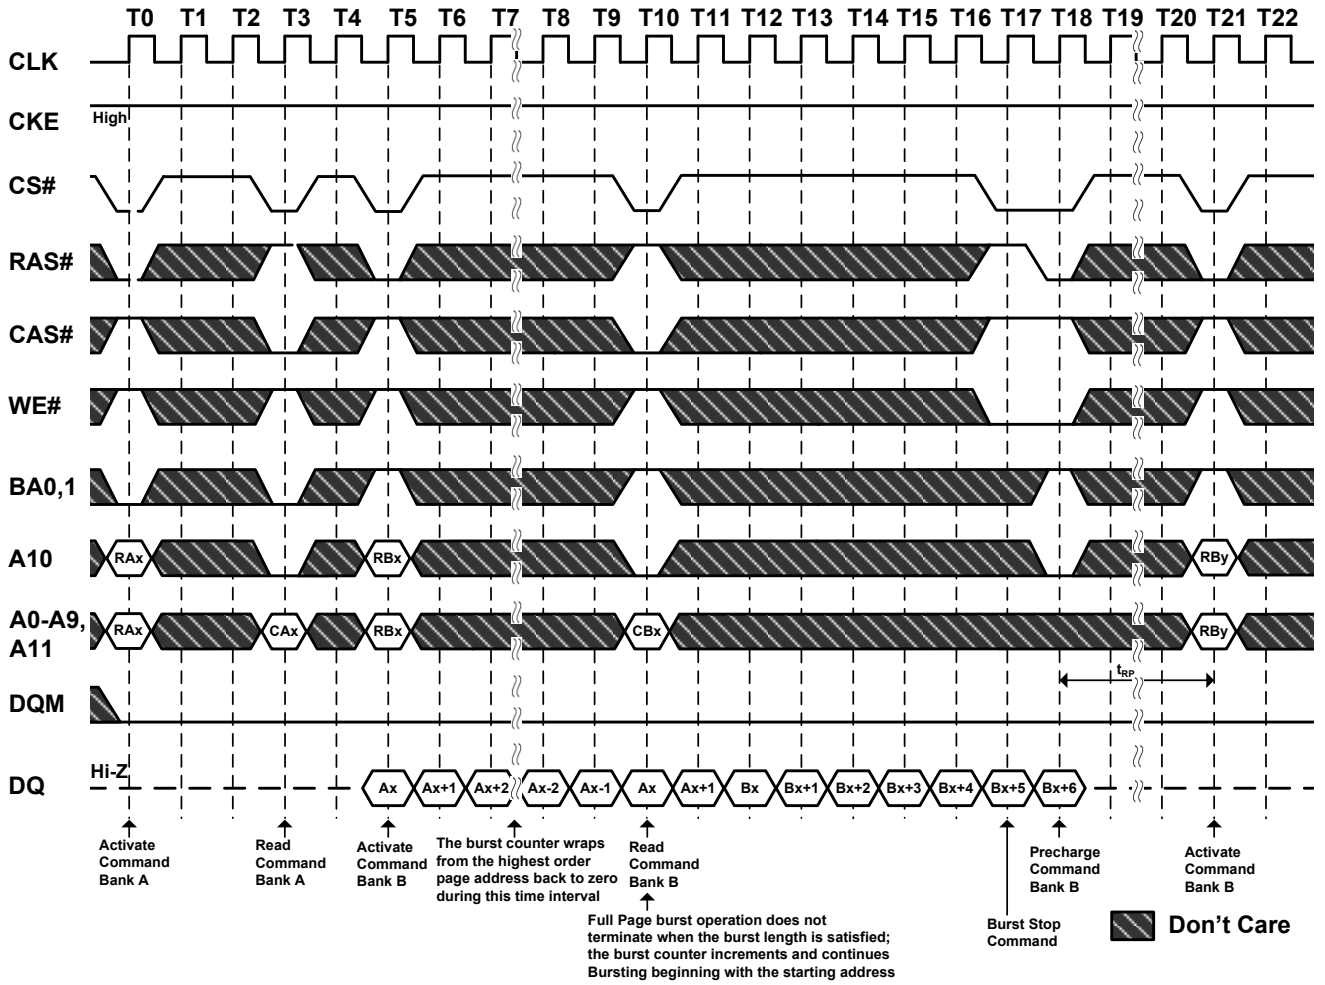 T0 T1 T2 T3 T4 T5 T6 T7 T8 T9 T10 T11 T12 T13 T14 T15 T16 T17 T18 T19 T20 T21 T22
CLK
CKE High
CS#
RAS#
CAS#
WE#
BA0,1
A10 RAx RBx RBy
A0-A9, RAx CAx RBx CBx RBy
A11
tRP
DQM
Hi-Z
DQ Ax Ax+1 Ax+2 Ax-2 Ax-1 Ax Ax+1 Bx Bx+1 Bx+2 Bx+3 Bx+4 Bx+5 Bx+6
Activate
Command
Bank A
Read
Command
Bank A
Activate
Command
Bank B
The burst counter wraps
from the highest order
page address back to zero
during this time interval
Read
Command
Bank B
Full Page burst operation does not
terminate when the burst length is satisfied;
the burst counter increments and continues
Bursting beginning with the starting address
Burst Stop
Command
Precharge
Command
Bank B
Activate
Command
Bank B
Don't Care